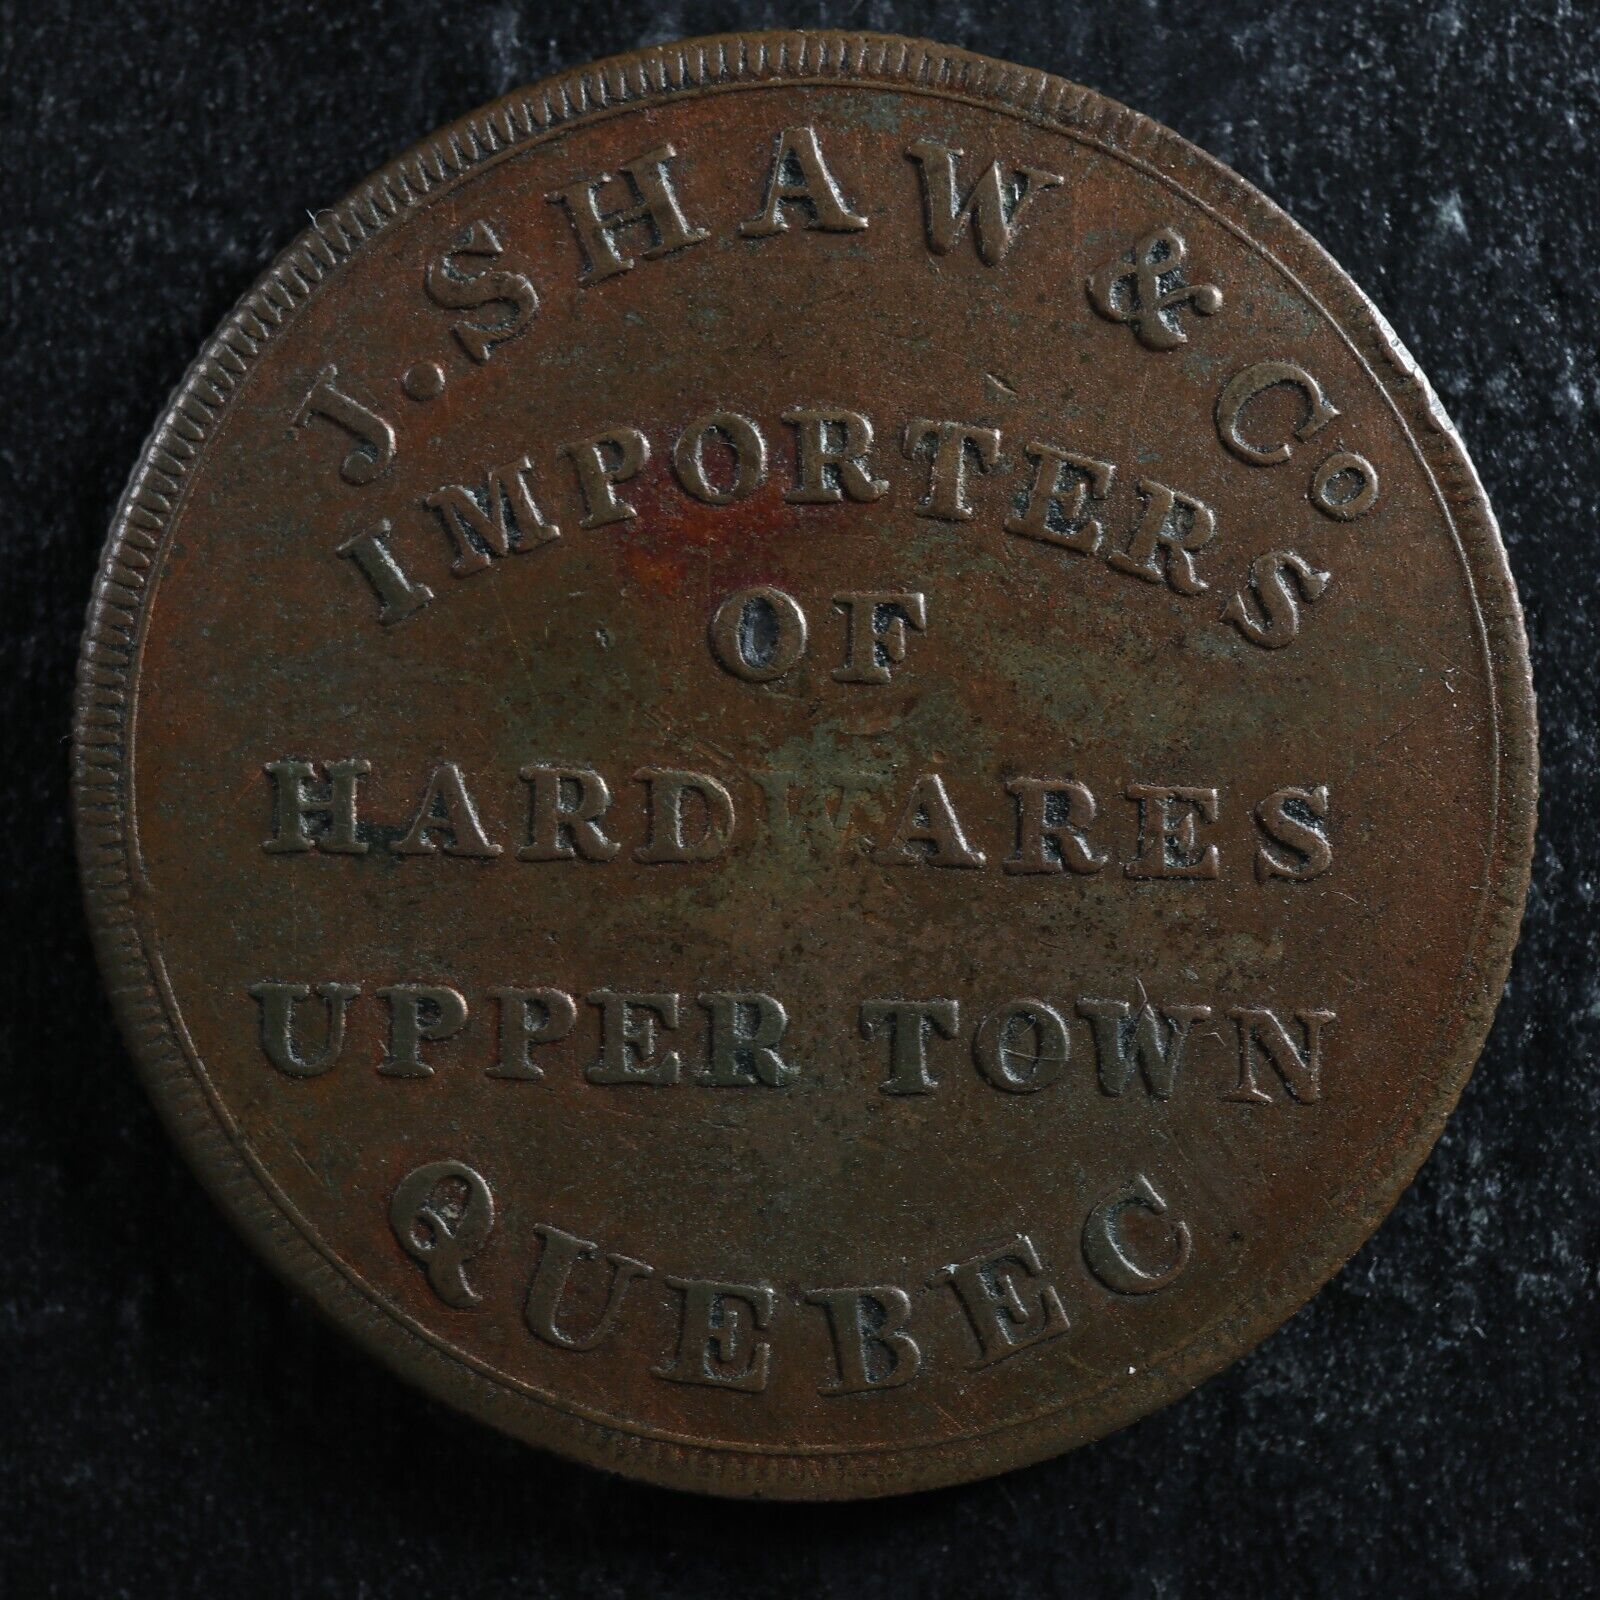 J. SHAW & Co
IMPORTERS
OF
HARDWARES
UPPER TOWN
QUEBEC